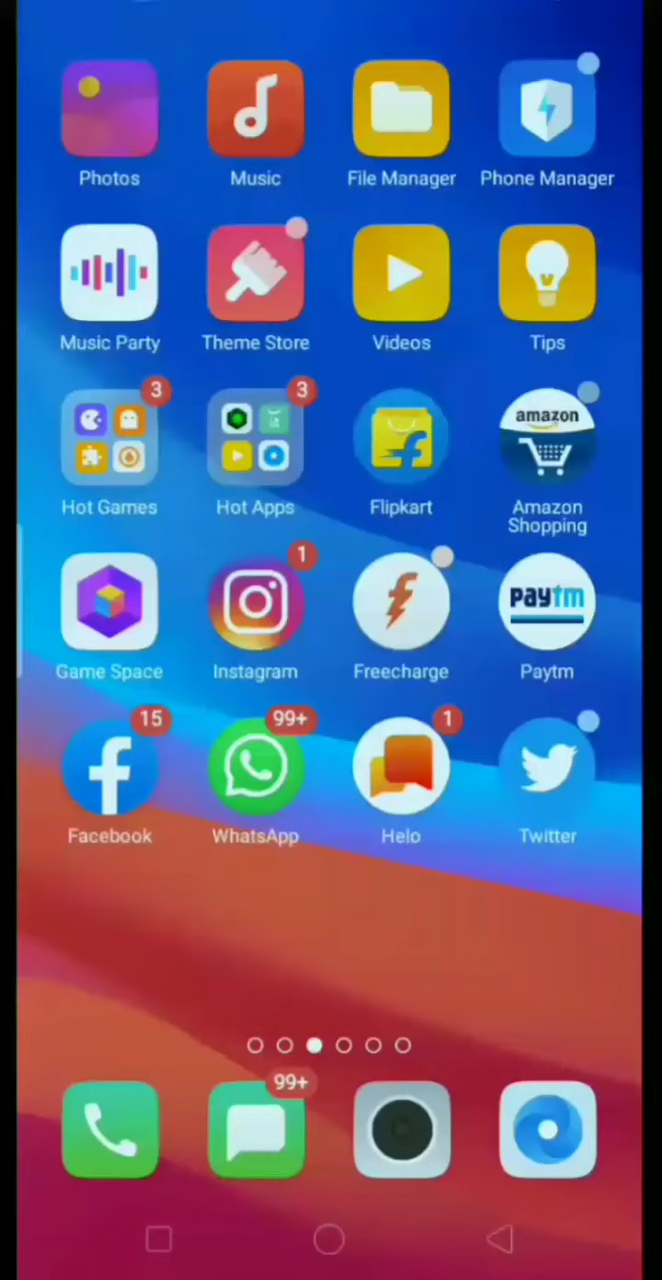 Photos
Music
File Manager
Phone Manager
Music Party
Theme Store
Videos
Tips
3
3
amazon
Hot Games
Hot Apps
Flipkart
Amazon
Shopping
1
Paytm
Game Space
Instagram
Freecharge
Paytm
15
99+
1
Facebook
WhatsApp
Helo
Twitter
99+